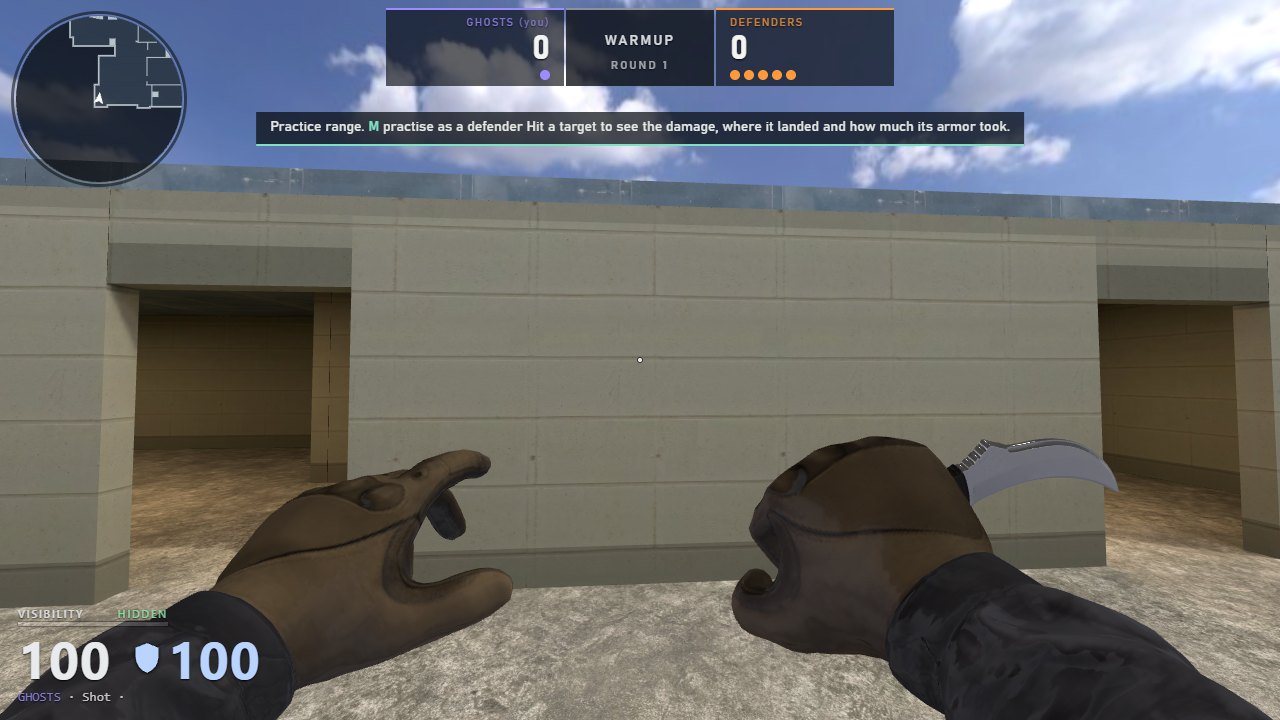 GHOSTS (you)
0
WARMUP
ROUND 1
DEFENDERS
0
Practice range. M practise as a defender Hit a target to see the damage, where it landed and how much its armor took.
VISIBILITY HIDDEN
100 100
GHOSTS · Shot ·